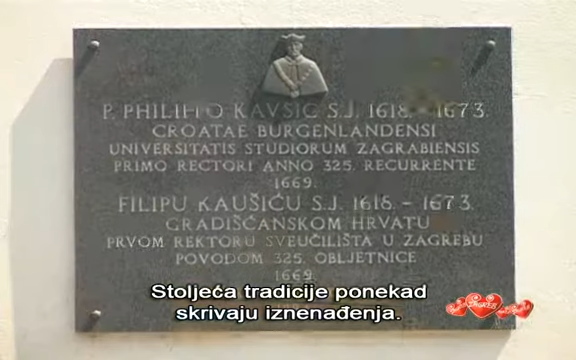 P. PHILIPPO KAVSIC S.J. 1618. - 1673.
CROATAE BURGENLANDENSI
UNIVERSITATIS STUDIORUM ZAGRABIENSIS
PRIMO RECTORI ANNO 325. RECURRENTE
1669.
FILIPU KAUŠIĆU S.J. 1618. - 1673.
GRADIŠĆANSKOM HRVATU
PRVOM REKTORU SVEUČILIŠTA U ZAGREBU
POVODOM 325. OBLJETNICE
1669.
Stoljeća tradicije ponekad
skrivaju iznenađenja.